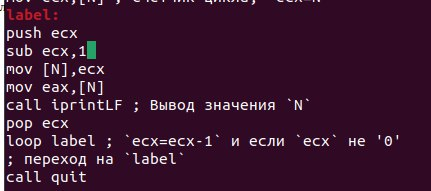 mov ecx,[N] ; Счетчик цикла, `ecx=N`
label:
push ecx
sub ecx,1
mov [N],ecx
mov eax,[N]
call iprintLF ; Вывод значения `N`
pop ecx
loop label ; `ecx=ecx-1` и если `ecx` не '0'
; переход на `label`
call quit